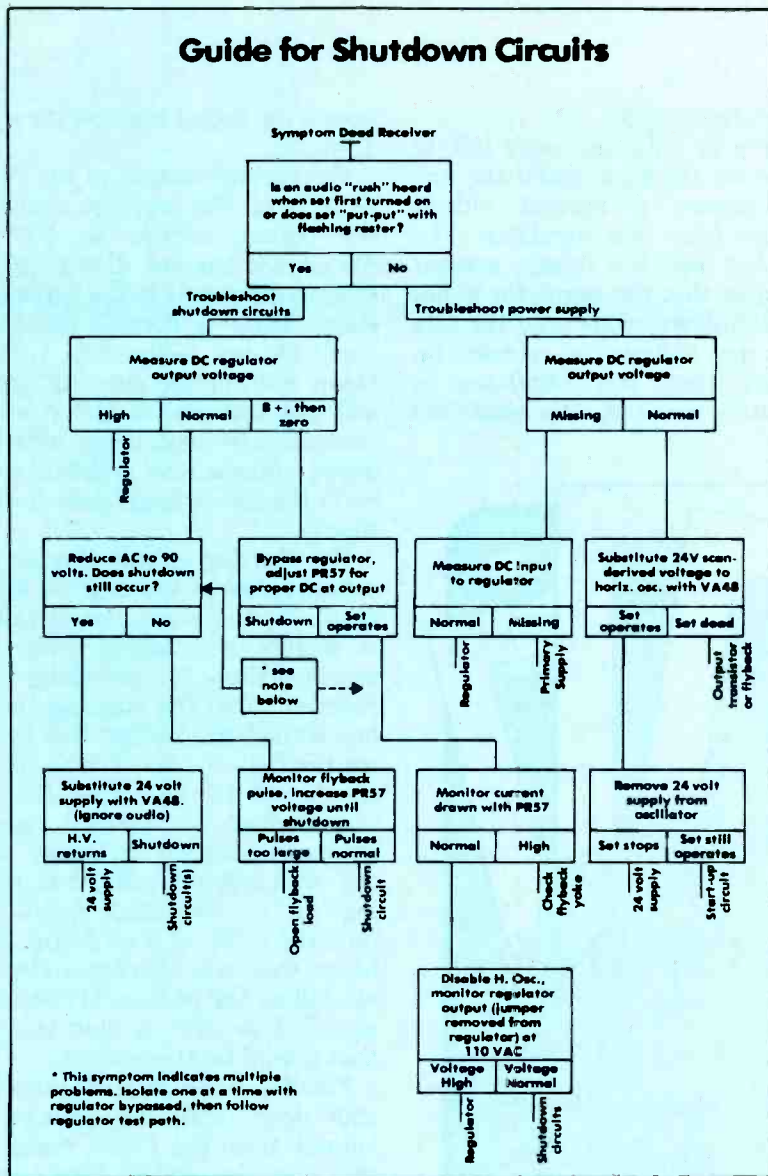 Guide for Shutdown Circuits
Symptom Dead Receiver
Is an audio "rush" heard
when set first turned on
or does set "put-put" with
flashing raster?
Yes
No
Troubleshoot
shutdown circuits
Troubleshoot power supply
Measure DC regulator
output voltage
High
Normal
B +, then
zero
Regulator
Measure DC regulator
output voltage
Missing
Normal
Reduce AC to 90
volts. Does shutdown
still occur?
Yes
No
Bypass regulator,
adjust PR57 for
proper DC at output
Shutdown
Set
operates
* see
note
below
Measure DC input
to regulator
Normal
Missing
Regulator
Primary
Supply
Substitute 24V scan-
derived voltage to
horiz. osc. with VA48
Set
operates
Set dead
Output
transistor
or flyback
Substitute 24 volt
supply with VA48.
(ignore audio)
H.V.
returns
Shutdown
24 volt
supply
Shutdown
circuit(s)
Monitor flyback
pulse, increase PR57
voltage until
shutdown
Pulses
too large
Pulses
normal
Open flyback
load
Shutdown
circuit
Monitor current
drawn with PR57
Normal
High
Check
flyback
yoke
Remove 24 volt
supply from
oscillator
Set stops
Set still
operates
24 volt
supply
Start-up
circuit
Disable H. Osc.,
monitor regulator
output (jumper
removed from
regulator) at
110 VAC
Voltage
High
Voltage
Normal
Regulator
Shutdown
circuits
* This symptom indicates multiple
problems. Isolate one at a time with
regulator bypassed, then follow
regulator test path.